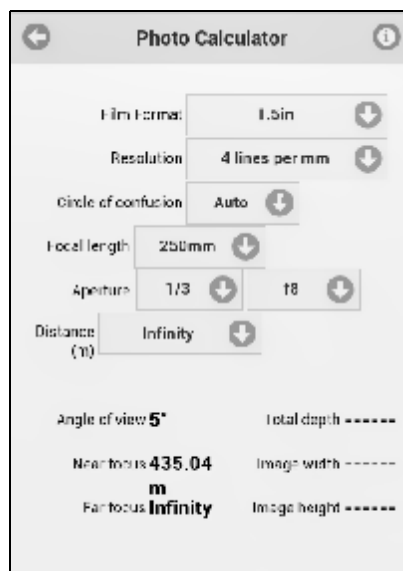 Photo Calculator
Film Format 1.5in
Resolution 4 lines per mm
Circle of confusion Auto
Focal length 250mm
Aperture 1/3 f8
Distance (m) Infinity
Angle of view 5° Total depth ------
Near focus 435.04 m Image width ------
Far focus Infinity Image height ------